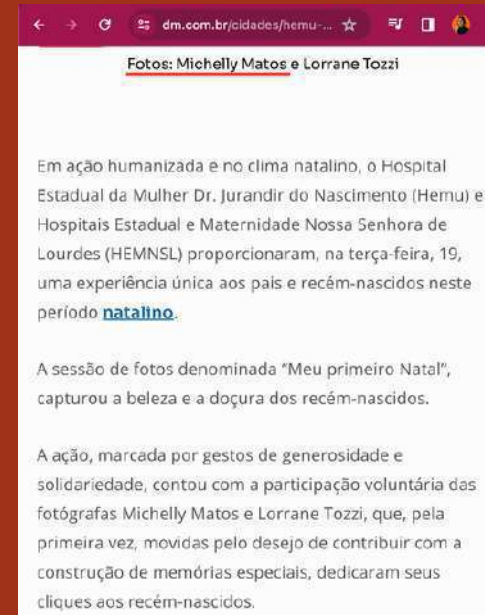 dm.com.br/cidades/hemu-...
Fotos: Michelly Matos e Lorrane Tozzi
Em ação humanizada e no clima natalino, o Hospital
Estadual da Mulher Dr. Jurandir do Nascimento (Hemu) e
Hospitais Estadual e Maternidade Nossa Senhora de
Lourdes (HEMNSL) proporcionaram, na terça-feira, 19,
uma experiência única aos pais e recém-nascidos neste
período natalino.
A sessão de fotos denominada “Meu primeiro Natal”,
capturou a beleza e a doçura dos recém-nascidos.
A ação, marcada por gestos de generosidade e
solidariedade, contou com a participação voluntária das
fotógrafas Michelly Matos e Lorrane Tozzi, que, pela
primeira vez, movidas pelo desejo de contribuir com a
construção de memórias especiais, dedicaram seus
cliques aos recém-nascidos.